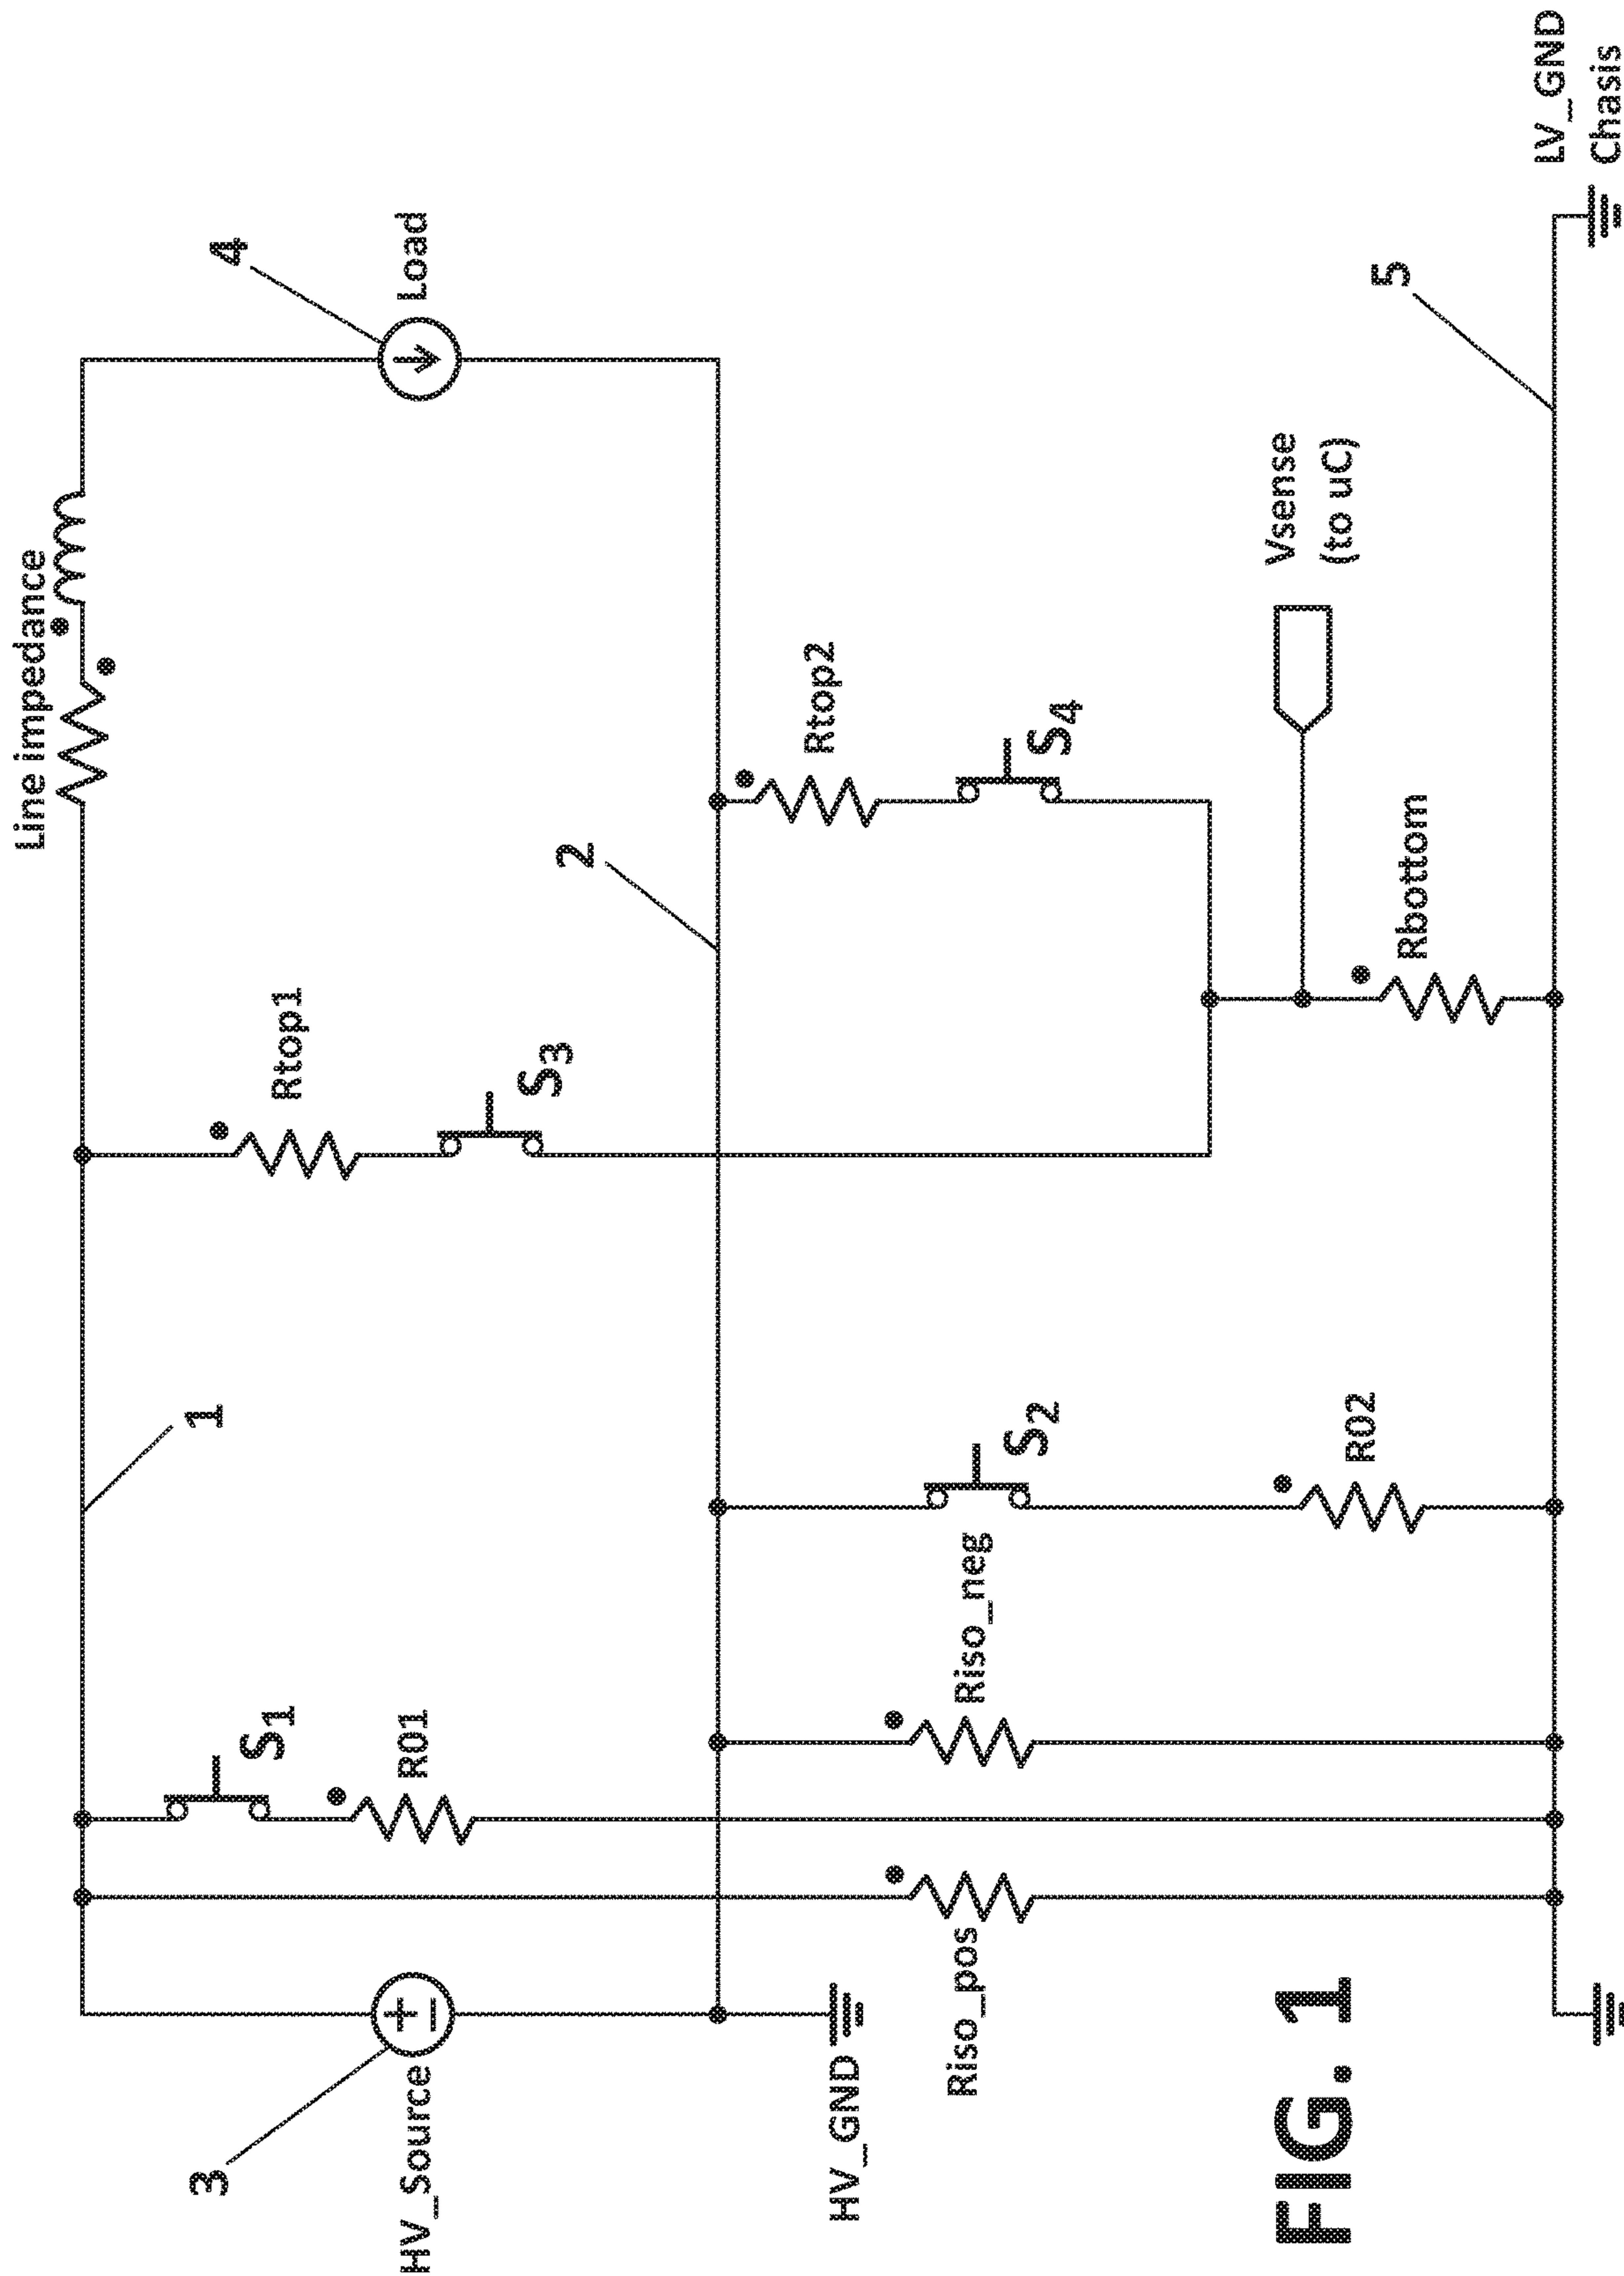 Line impedance
1
Rtop1
S3
4
Load
S1
R01
3
HV_Source
2
Rtop2
S4
HV_GND
Riso_pos
Riso_neg
S2
R02
Vsense
(to uC)
Rbottom
5
LV_GND
Chasis
FIG. 1